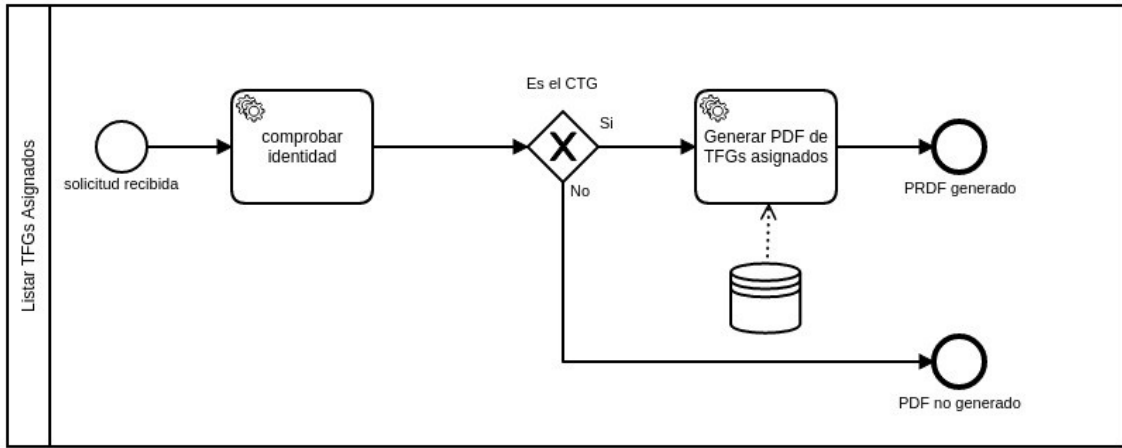 Listar TFGs Asignados
solicitud recibida
comprobar
identidad
Es el CTG
Si
No
Generar PDF de
TFGs asignados
PRDF generado
PDF no generado